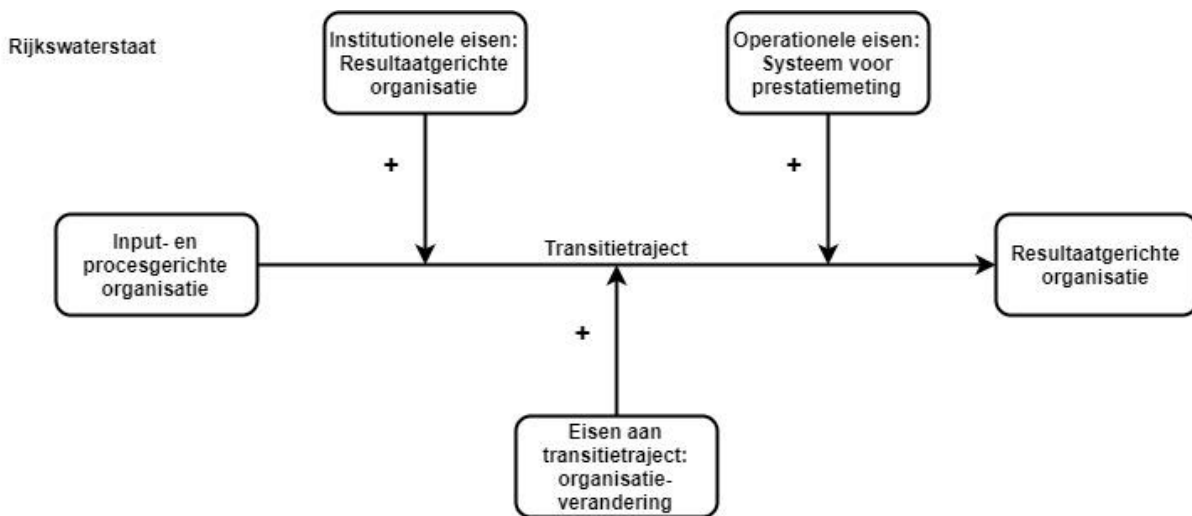 Rijkswaterstaat
Institutionele eisen:
Resultaatgerichte
organisatie
Operationele eisen:
Systeem voor
prestatiemeting
+
+
Input- en
procesgerichte
organisatie
Transitietraject
Resultaatgerichte
organisatie
+
Eisen aan
transitietraject:
organisatie-
verandering